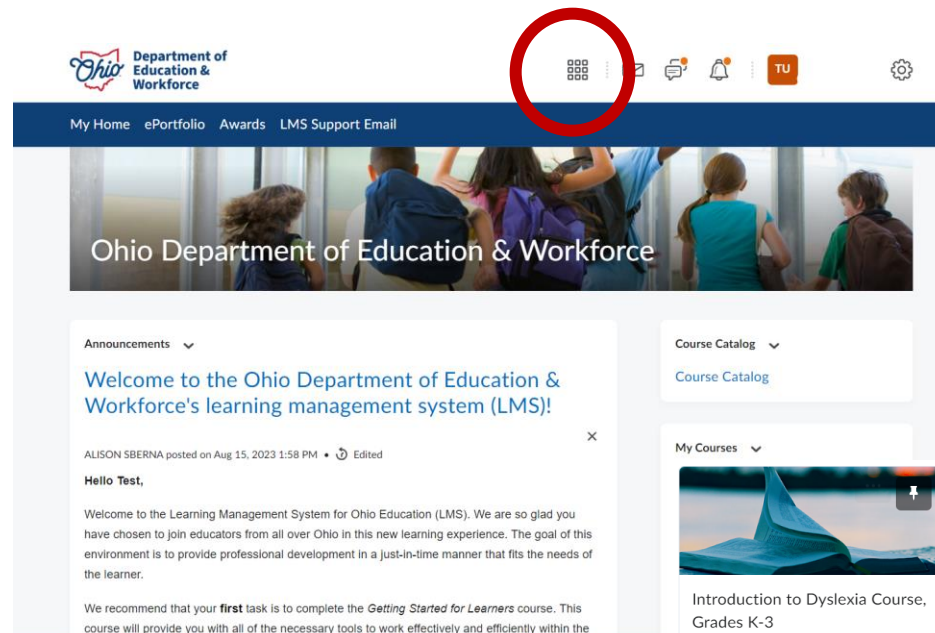 Ohio
Department of
Education &
Workforce
TU
My Home ePortfolio Awards LMS Support Email
Ohio Department of Education & Workforce
Announcements
Welcome to the Ohio Department of Education &
Workforce's learning management system (LMS)!
ALISON SBERNA posted on Aug 15, 2023 1:58 PM • Edited
Hello Test,
Welcome to the Learning Management System for Ohio Education (LMS). We are so glad you
have chosen to join educators from all over Ohio in this new learning experience. The goal of this
environment is to provide professional development in a just-in-time manner that fits the needs of
the learner.
We recommend that your first task is to complete the Getting Started for Learners course. This
course will provide you with all of the necessary tools to work effectively and efficiently within the
Course Catalog
Course Catalog
My Courses
Introduction to Dyslexia Course,
Grades K-3